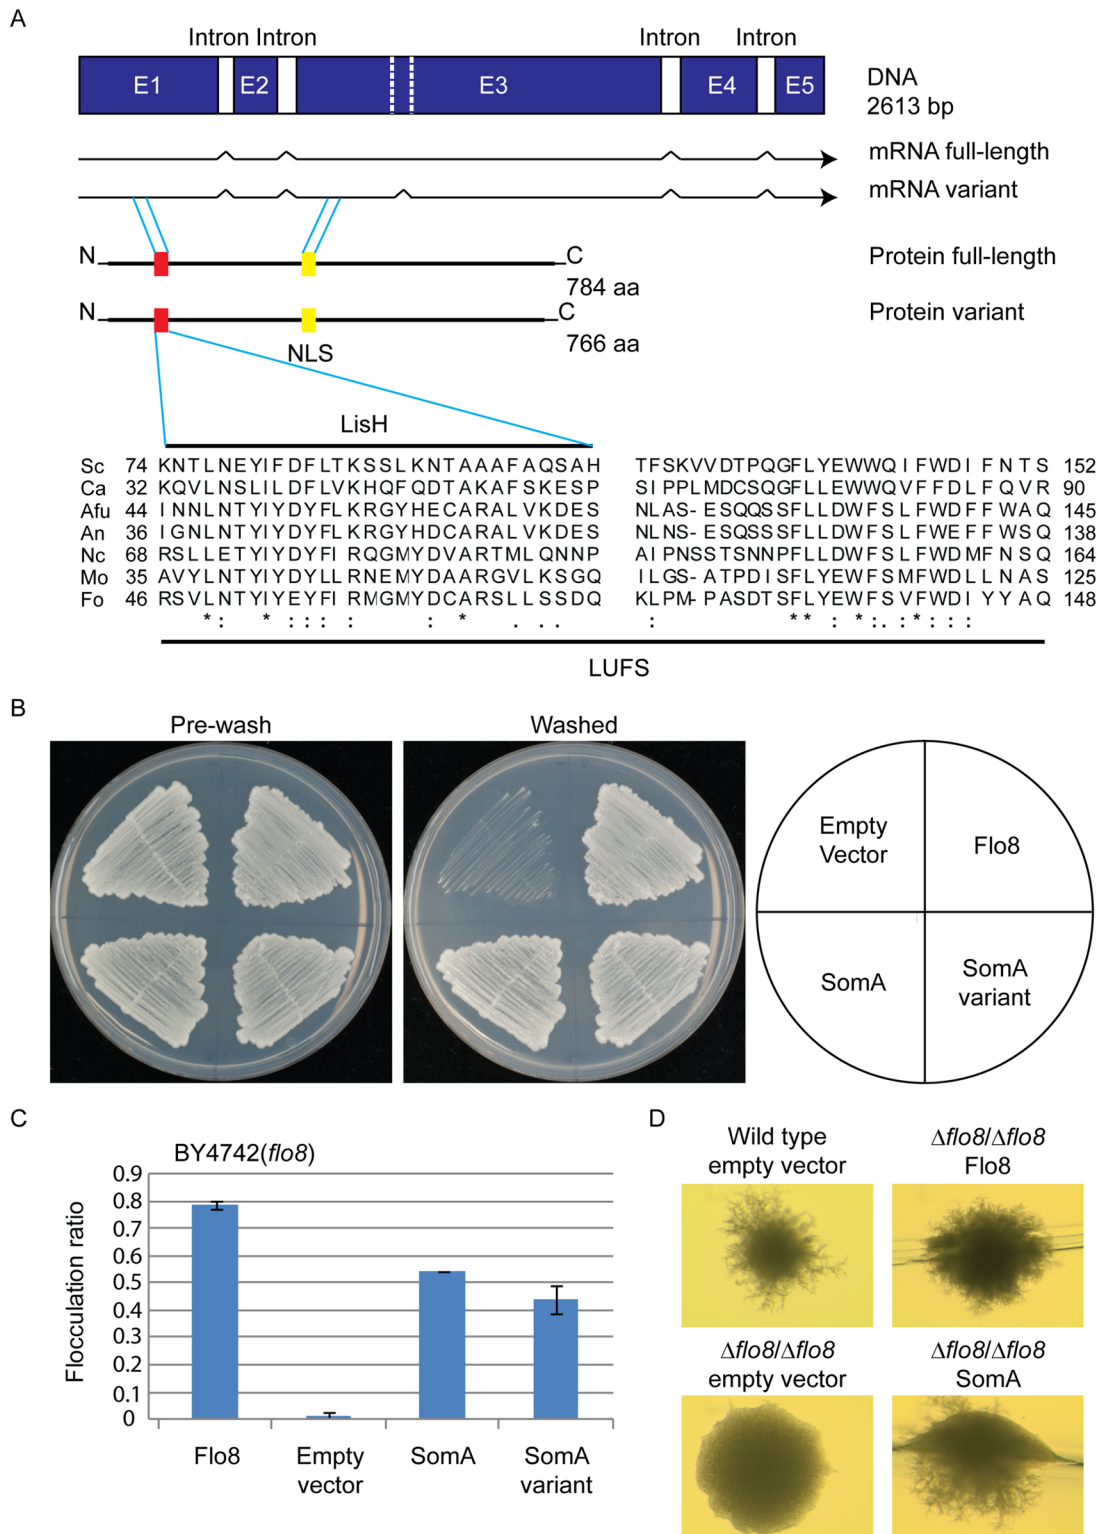 A
Intron Intron Intron Intron
E1 E2 E3 E4 E5
DNA
2613 bp
mRNA full-length
mRNA variant
N C
784 aa
Protein full-length
N C
766 aa
Protein variant
NLS
LisH
Sc 74 KNTLNEYIFDFLTKSSLKNTAAAFAQSAH TFSKVVDTPQGFLYEWWQIFWDIFNTS 152
Ca 32 KQVLNSLILDFLVKHQFQDTAKAFSKESP SIPPLMDCSQGFLLEWWQVFFDLFQVR 90
Afu 44 INNLNTYIYDYFLKRGYHECARALVKDES NLAS-ESQQSSFLLDWFSLFWDFFWAQ 145
An 36 IGNLNTYIYDYFLKRGYHDCARALVKDES NLNS-ESQSSSFLLDWFSLFWEFFWAQ 138
Nc 68 RSLLETYIYDYFIRQGMYDVARTMLQNNP AIPNSSTSNNPFLLDWFSLFWDMFNSQ 164
Mo 35 AVYLNTYIYDYLLRNEMYDAARGVLKSGQ ILGS-ATPDISFLYEWFSMFWDLLNAS 125
Fo 46 RSVLNTYIYEYFIRMGMYDCARSLLSSDQ KLPM-PASDTSFLYEWFSVFWDIYYAQ 148
* : * : : : : : * . . . : * * : * : . : * : : :
LUFS
B
Pre-wash
Washed
Empty
Vector
Flo8
SomA
SomA
variant
C
BY4742(flo8)
Flocculation ratio
0.9
0.8
0.7
0.6
0.5
0.4
0.3
0.2
0.1
0
Flo8
Empty
vector
SomA
SomA
variant
D
Wild type
empty vector
Δflo8/Δflo8
Flo8
Δflo8/Δflo8
empty vector
Δflo8/Δflo8
SomA